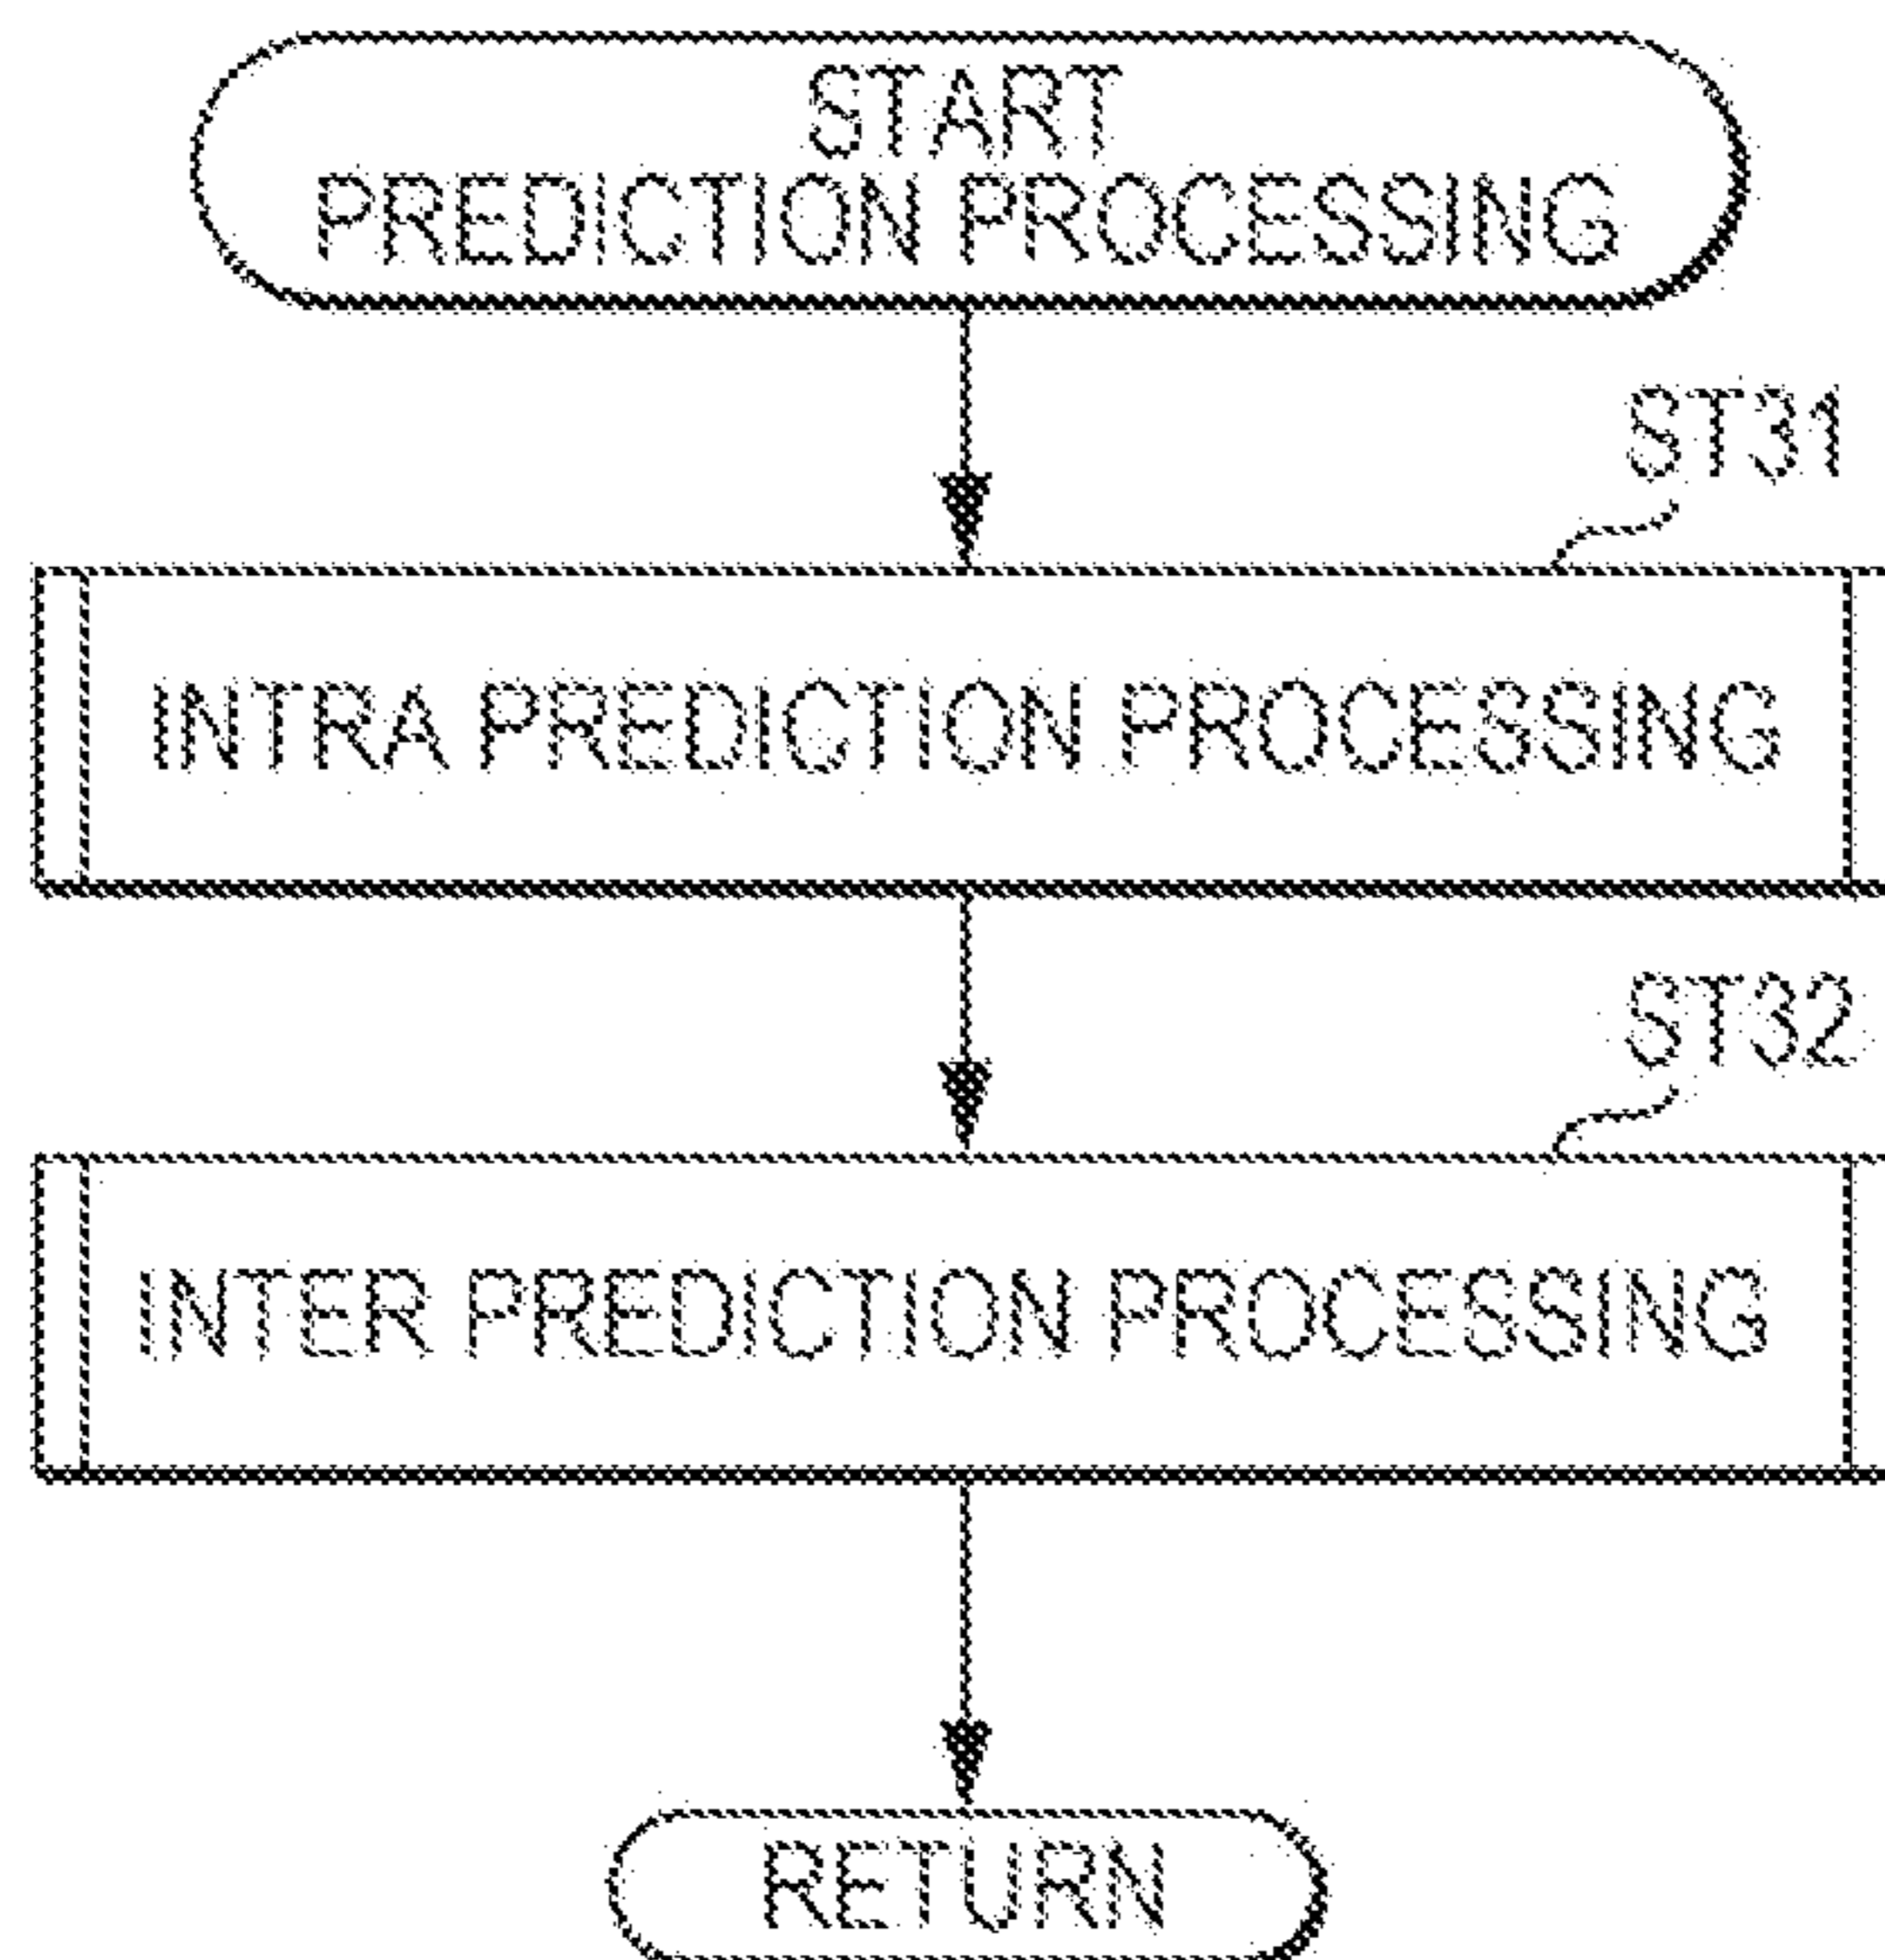 START
PREDICTION PROCESSING
ST31
INTRA PREDICTION PROCESSING
ST32
INTER PREDICTION PROCESSING
RETURN